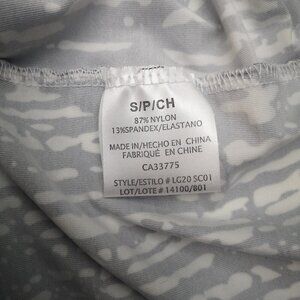 S/P/CH
87% NYLON
13%SPANDEX/ELASTANO
MADE IN/HECHO EN CHINA
FABRIQUÉ EN CHINE
CA33775
STYLE/ESTILO # LG20 SC01
LOT/LOTE # 14100/801